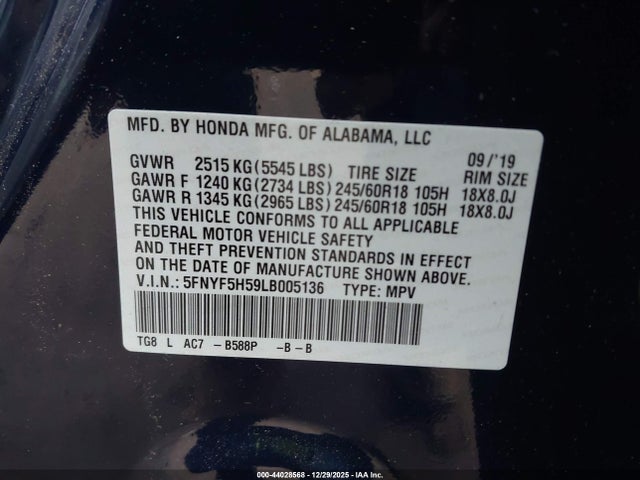 MFD. BY HONDA MFG. OF ALABAMA, LLC
GVWR 2515 KG(5545 LBS) TIRE SIZE 09/'19 RIM SIZE
GAWR F 1240 KG(2734 LBS) 245/60R18 105H 18X8.0J
GAWR R 1345 KG(2965 LBS) 245/60R18 105H 18X8.0J
THIS VEHICLE CONFORMS TO ALL APPLICABLE
FEDERAL MOTOR VEHICLE SAFETY
AND THEFT PREVENTION STANDARDS IN EFFECT
ON THE DATE OF MANUFACTURE SHOWN ABOVE.
V.I.N.: 5FNYF5H59LB005136 TYPE: MPV
TG8 L AC7 -B588P -B-B
000-44028568 - 12/29/2025 - IAAI.COM